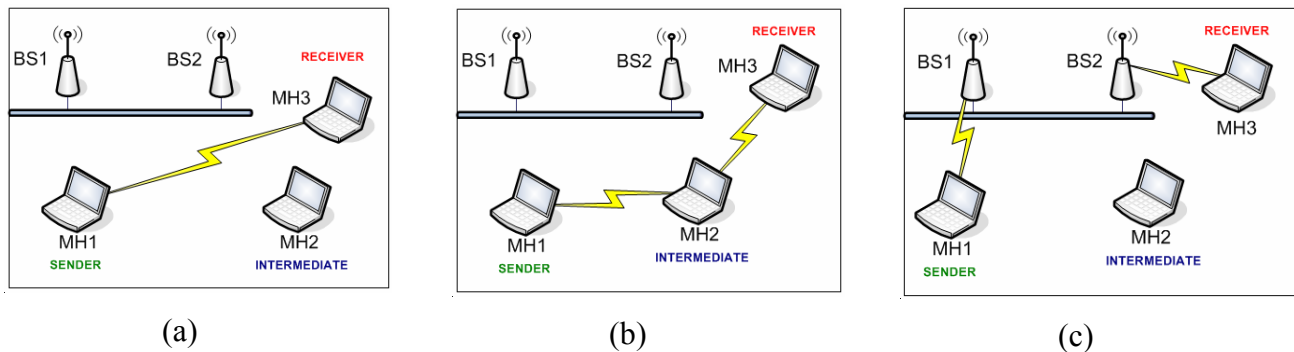 BS1
BS2
RECEIVER
MH3
MH1
MH2
SENDER
INTERMEDIATE
(a)
RECEIVER
BS1
BS2
MH3
MH1
MH2
SENDER
INTERMEDIATE
(b)
RECEIVER
BS1
BS2
MH3
MH1
MH2
SENDER
INTERMEDIATE
(c)